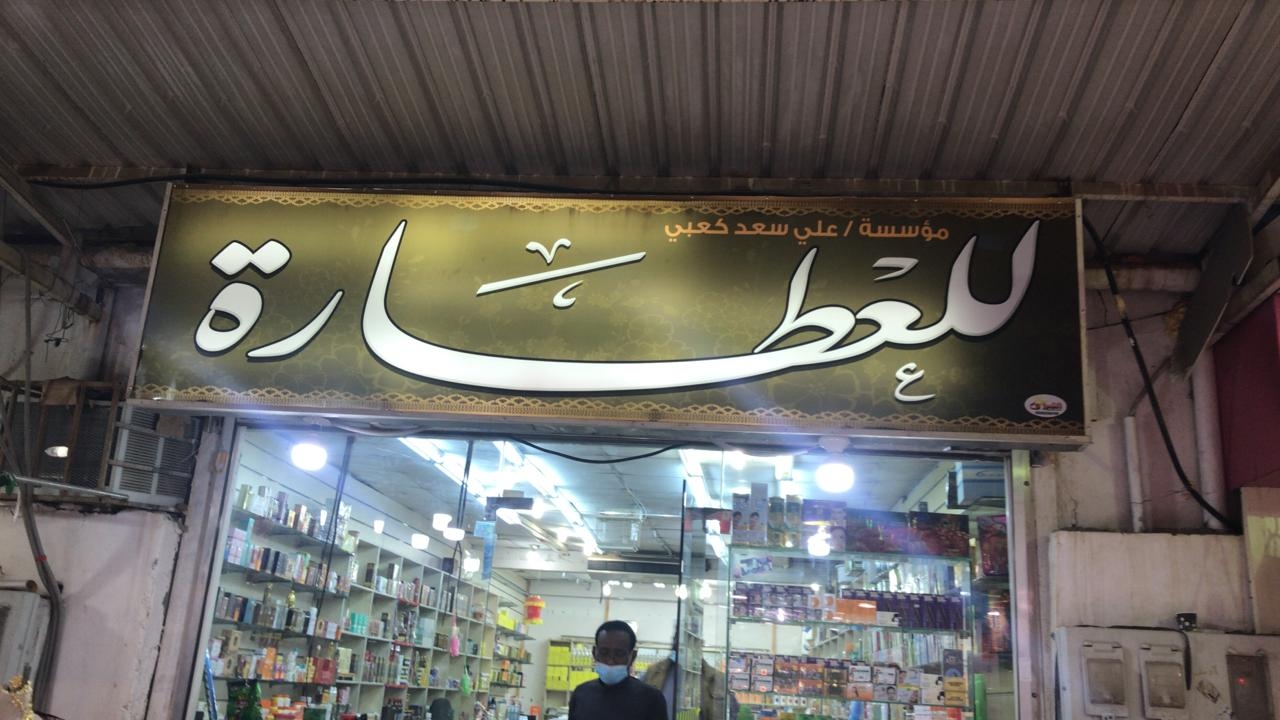 مؤسسة / علي سعد كعبي
للعطارة